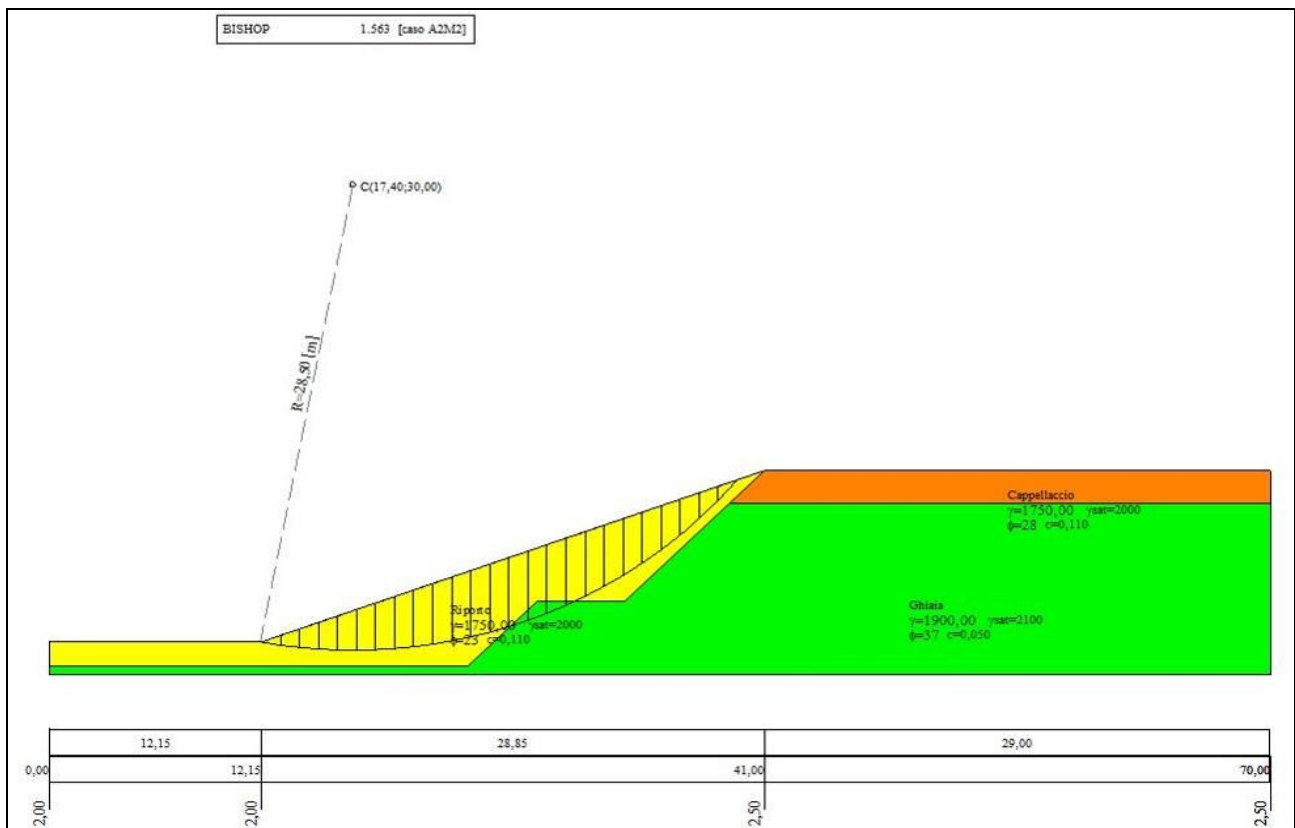 BISHOP 1.563 [caso A2M2]
C(17,40;30,00)
R=28,50 [m]
Cappellaccio
γ=1750,00 γsat=2000
ϕ=28 c=0,110
Riporto
γ=1750,00 γsat=2000
ϕ=23 c=0,110
Ghiaia
γ=1900,00 γsat=2100
ϕ=37 c=0,050
12,15 28,85 29,00
0,00 12,15 41,00 70,00
2,00 2,00 2,50 2,50